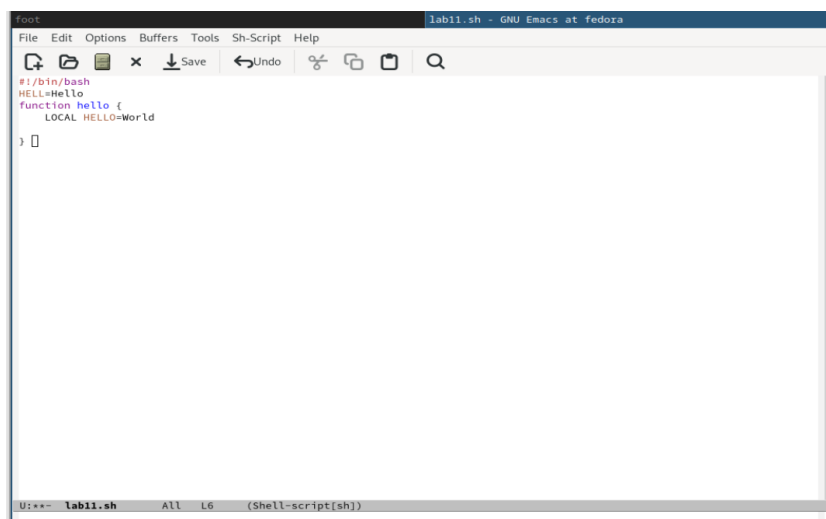 foot
lab11.sh - GNU Emacs at fedora
File Edit Options Buffers Tools Sh-Script Help
Save Undo
#!/bin/bash
HELL=Hello
function hello {
    LOCAL HELLO=World
}
U:**- lab11.sh All L6 (Shell-script[sh])